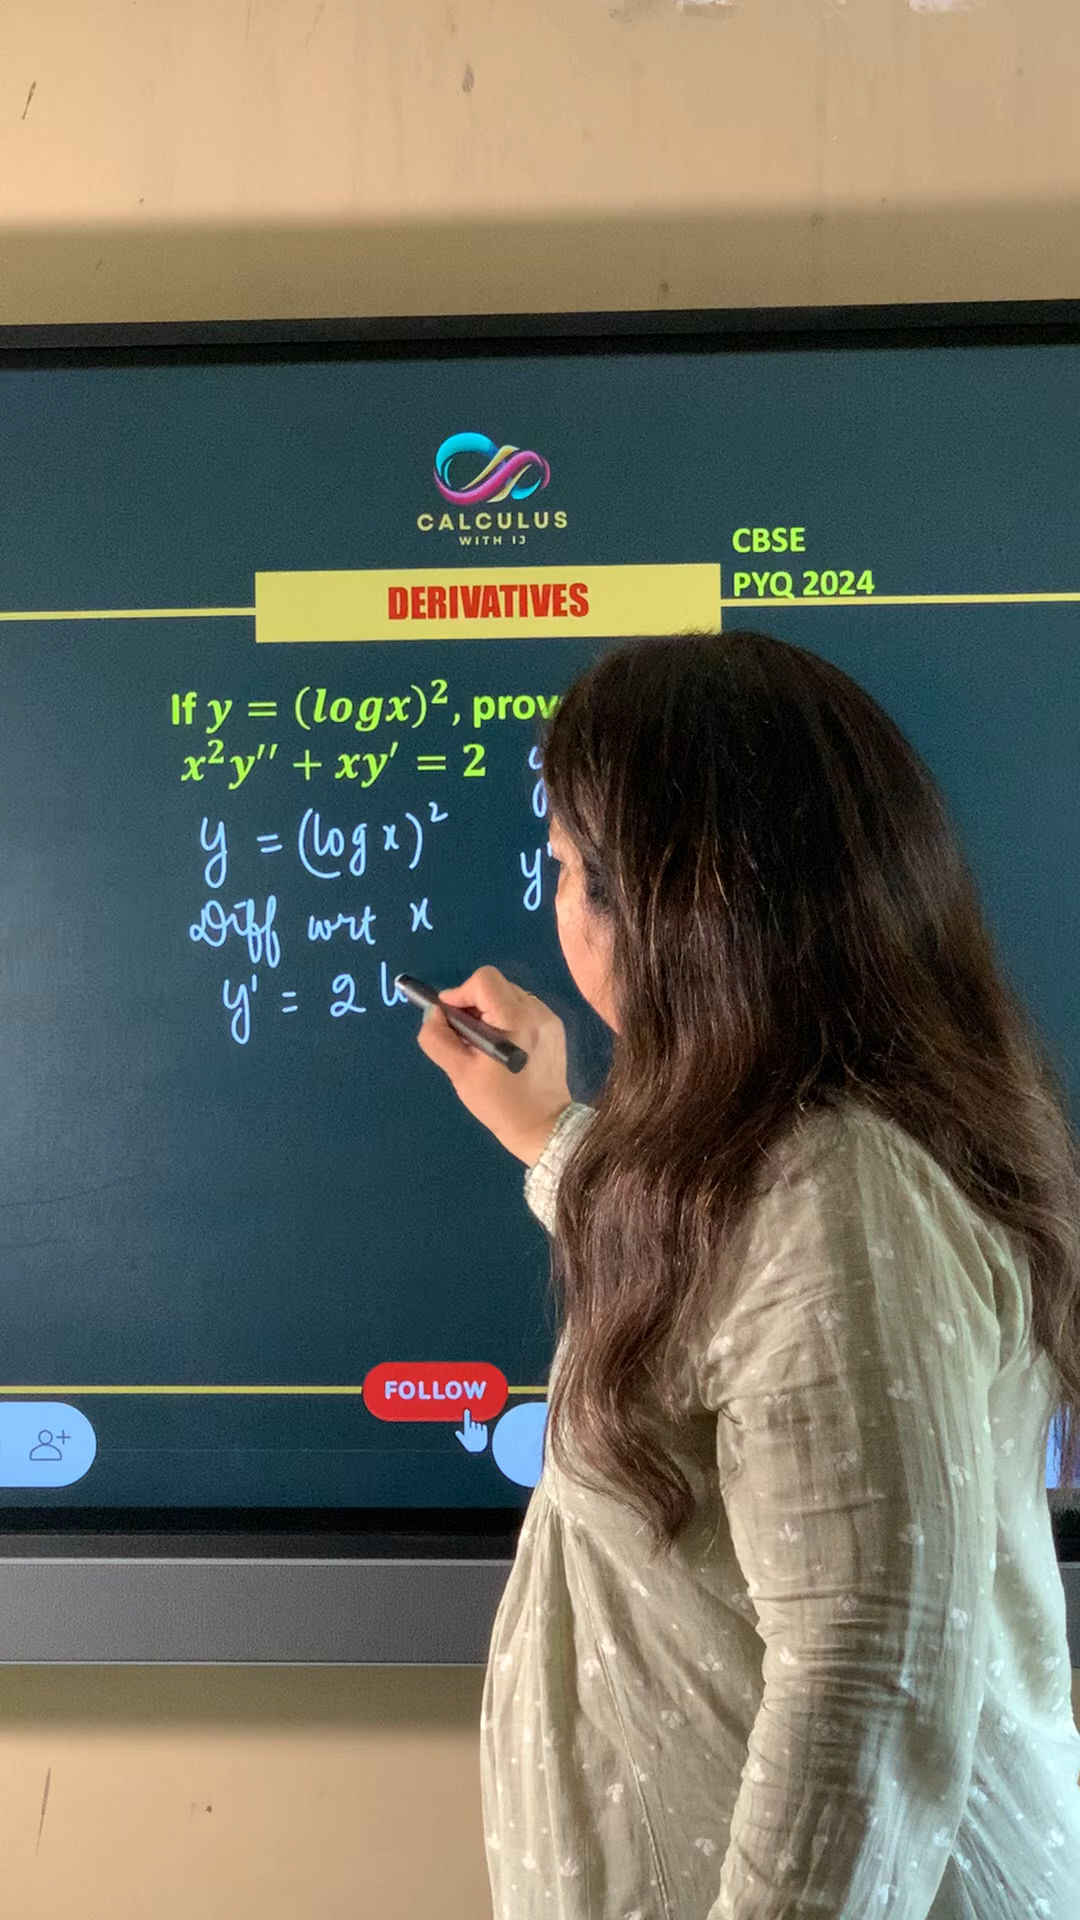 CALCULUS
WITH IJ
CBSE
PYQ 2024
DERIVATIVES
If y = (logx)², prov
x²y'' + xy' = 2
y = (log x)²
Diff wrt x
y' = 2 lo
y'
FOLLOW